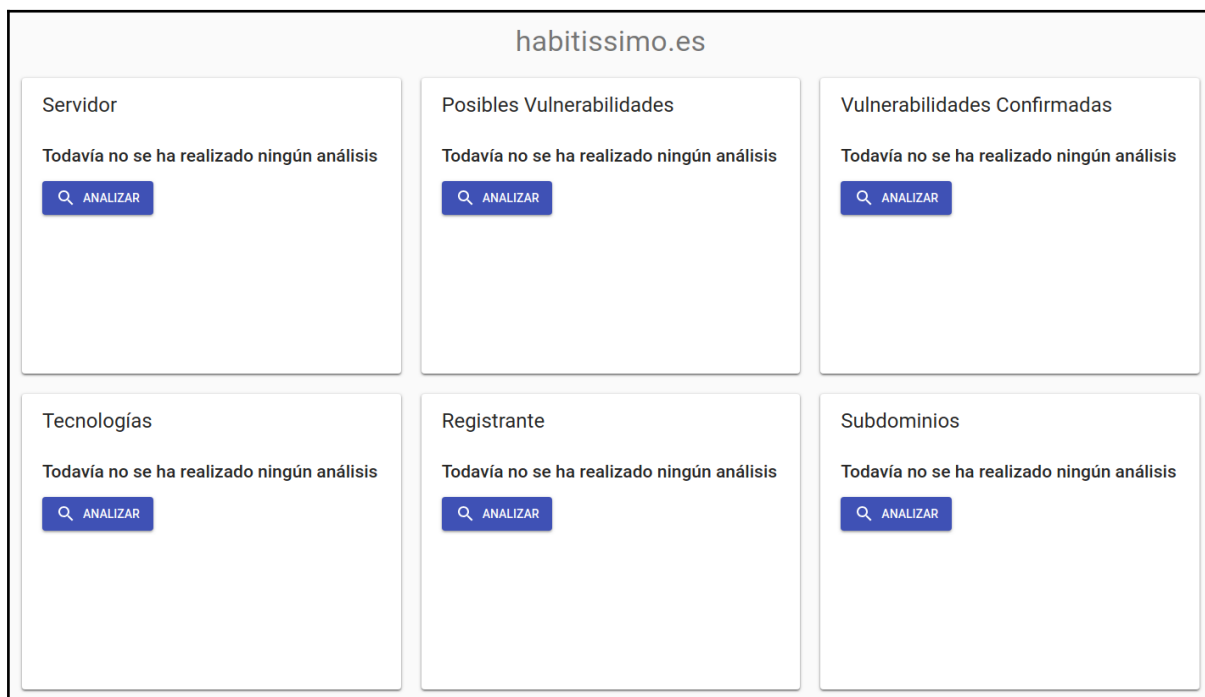 habitissimo.es
Servidor
Todavía no se ha realizado ningún análisis
ANALIZAR
Posibles Vulnerabilidades
Todavía no se ha realizado ningún análisis
ANALIZAR
Vulnerabilidades Confirmadas
Todavía no se ha realizado ningún análisis
ANALIZAR
Tecnologías
Todavía no se ha realizado ningún análisis
ANALIZAR
Registrante
Todavía no se ha realizado ningún análisis
ANALIZAR
Subdominios
Todavía no se ha realizado ningún análisis
ANALIZAR